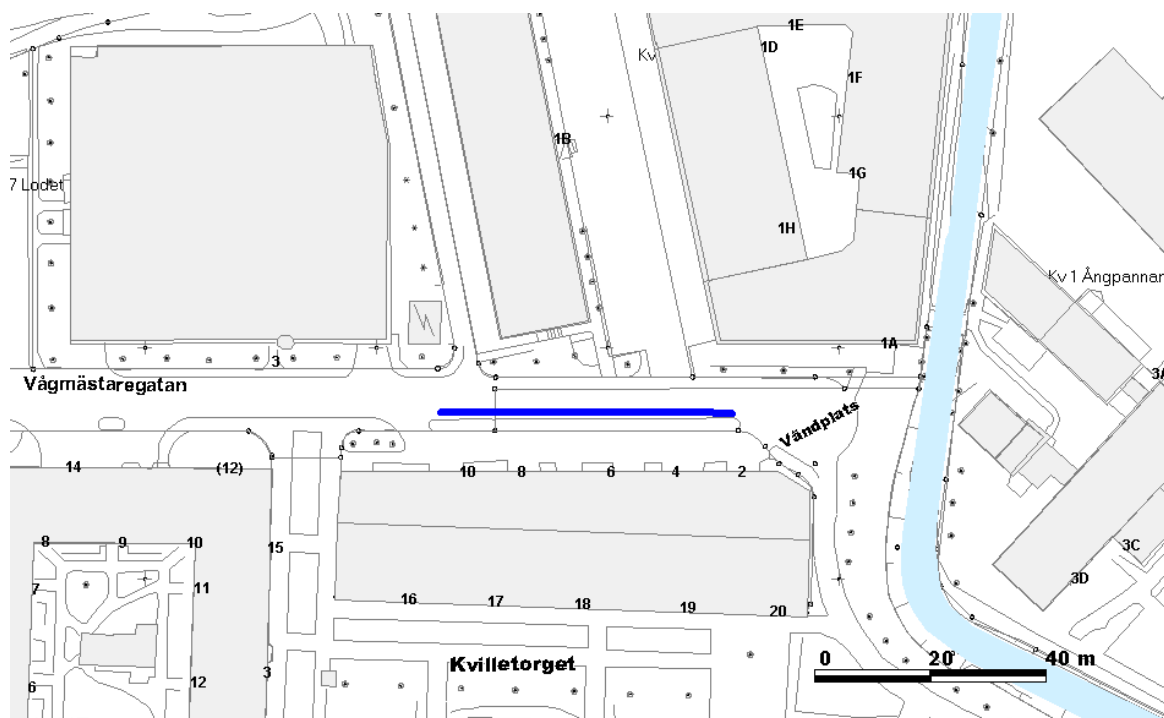 1E
1D
Kv
1F
1B
1G
7 Lodet
1H
Kv 1 Ångpannar
1A
3
3A
Vågmästaregatan
Vändplats
14
(12)
10
8
6
4
2
8
9
10
15
3C
7
11
3D
16
17
18
19
20
Kvilletorget
0
20
40 m
3
12
6